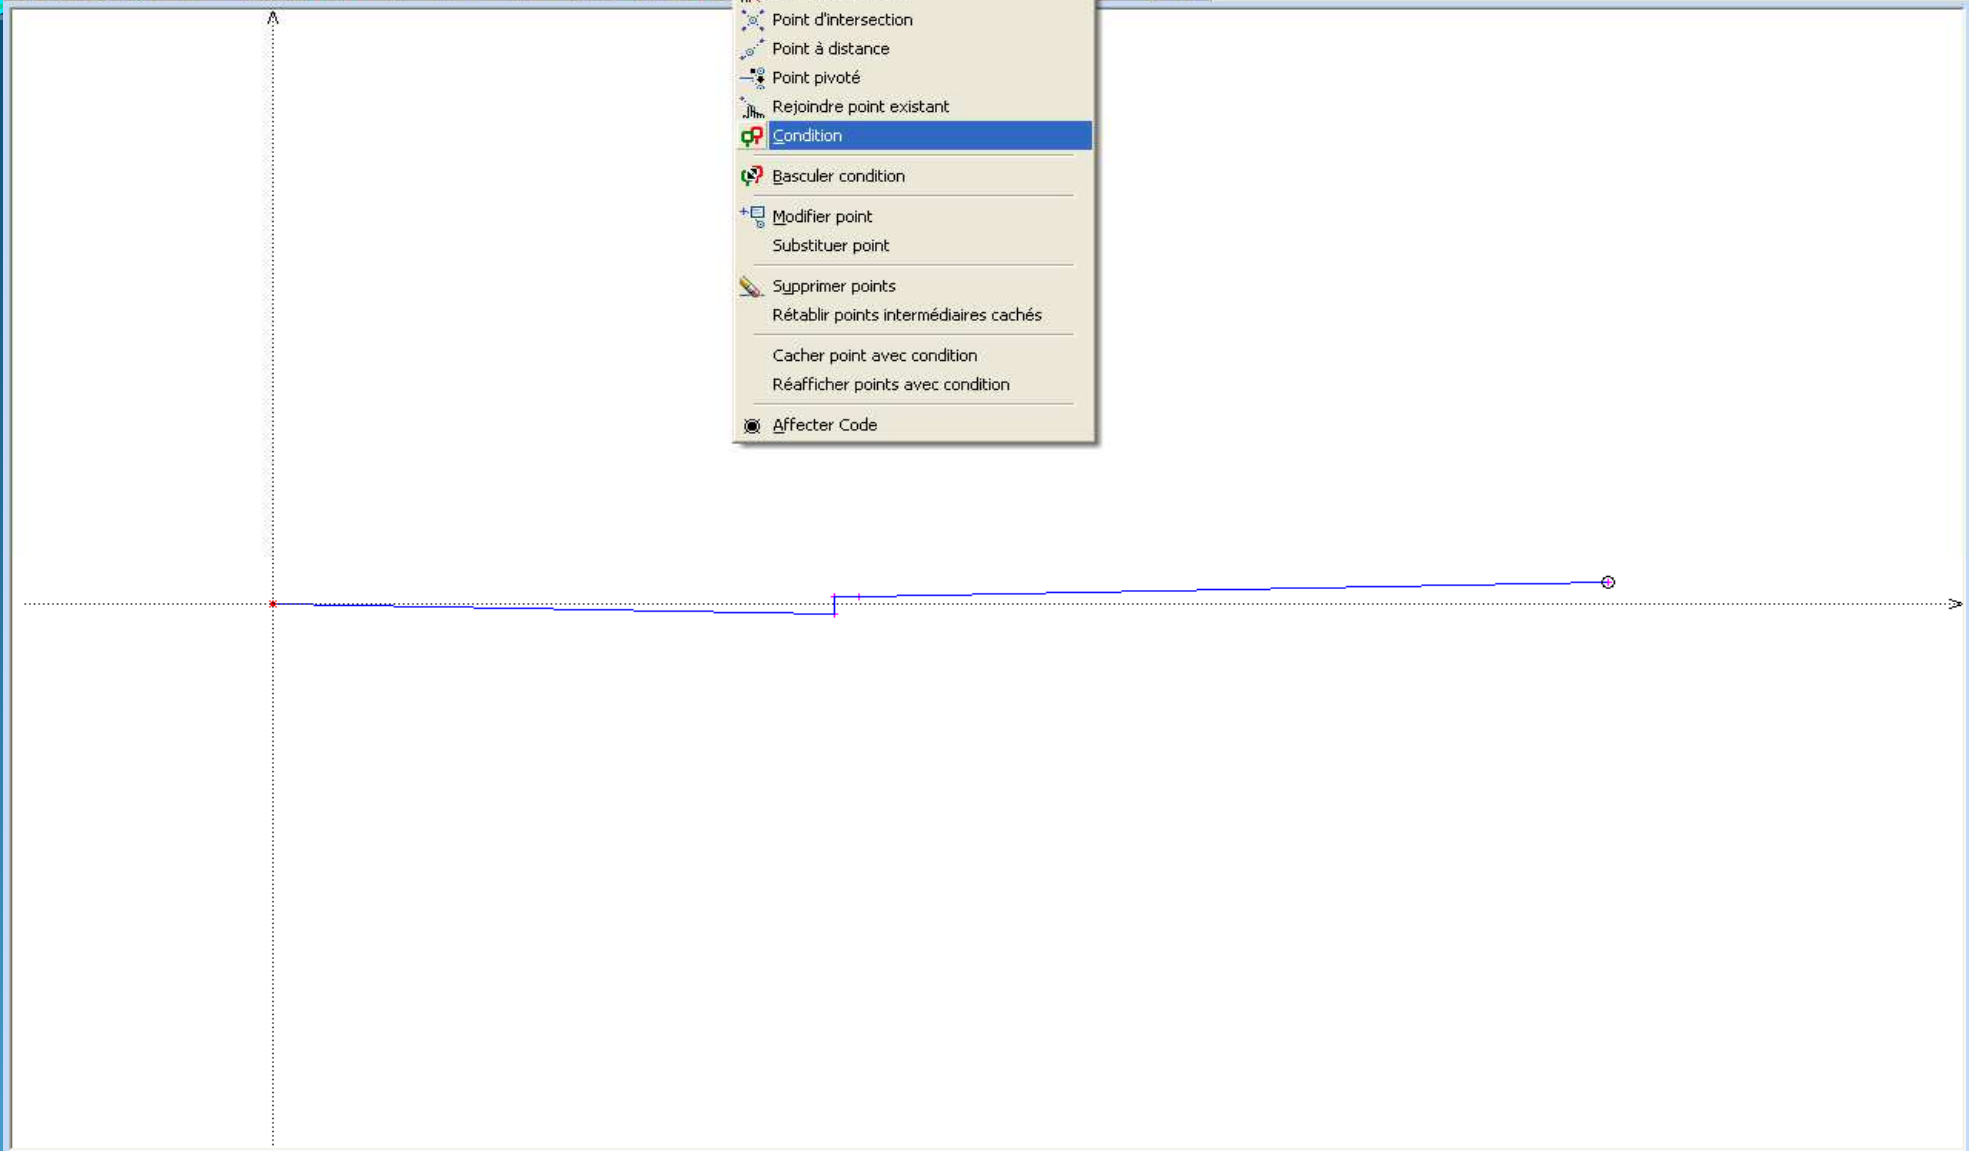 Point d'intersection
Point à distance
Point pivoté
Rejoindre point existant
Condition
Basculer condition
Modifier point
Substituer point
Supprimer points
Rétablir points intermédiaires cachés
Cacher point avec condition
Réafficher points avec condition
Affecter Code